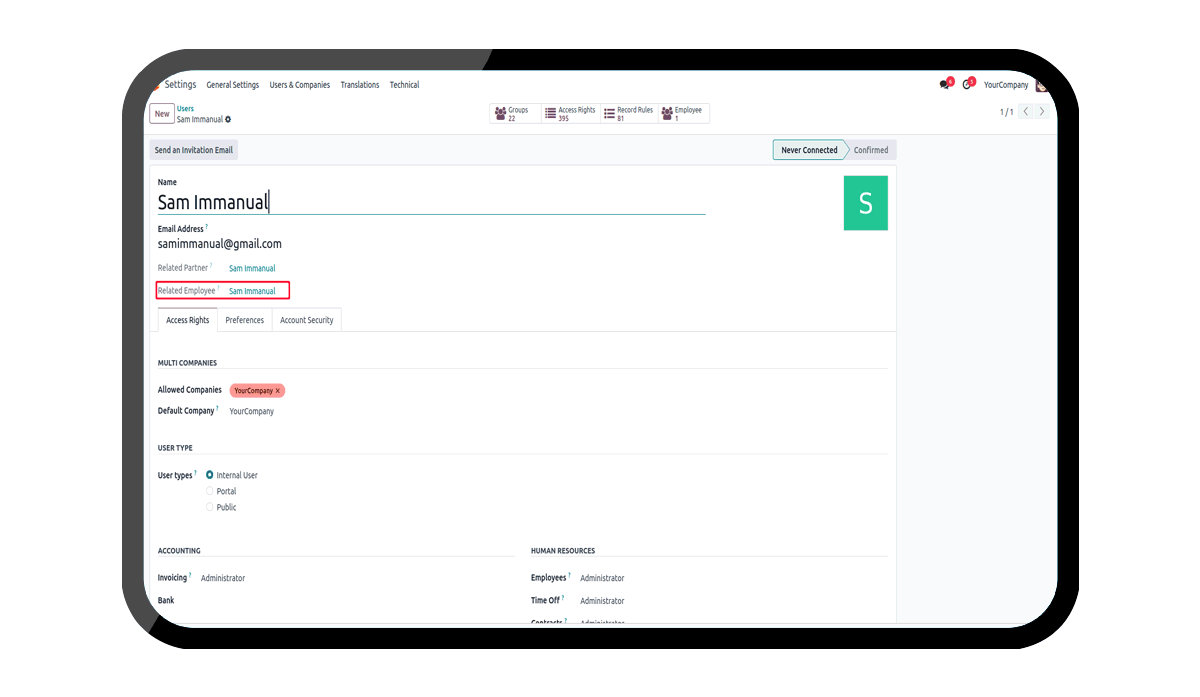 Settings General Settings Users & Companies Translations Technical 6 5 YourCompany
New Users Groups 22 Access Rights 395 Record Rules 81 Employee 1 1 / 1
Sam Immanual
Send an Invitation Email Never Connected Confirmed
Name
Sam Immanual S
Email Address ?
samimmanual@gmail.com
Related Partner ? Sam Immanual
Related Employee ? Sam Immanual
Access Rights Preferences Account Security
MULTI COMPANIES
Allowed Companies YourCompany ×
Default Company ? YourCompany
USER TYPE
User types ? Internal User
Portal
Public
ACCOUNTING HUMAN RESOURCES
Invoicing ? Administrator Employees ? Administrator
Bank Time Off ? Administrator
Contracts ? Administrator